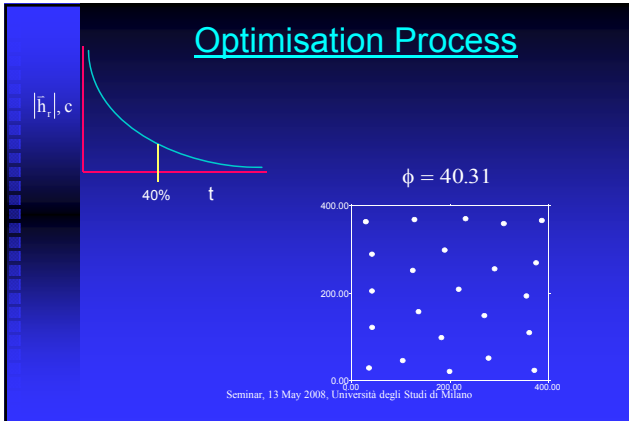 Optimisation Process
|h̄ᵣ|, c
40%
t
ϕ = 40.31
400.00
200.00
0.00
0.00
200.00
400.00
Seminar, 13 May 2008, Università degli Studi di Milano